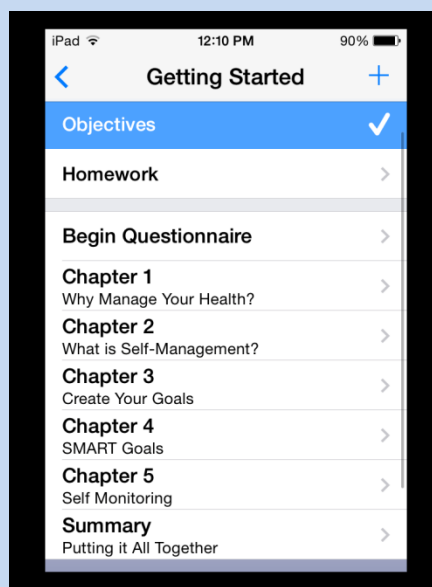 iPad 12:10 PM 90%
Getting Started
Objectives
Homework
Begin Questionnaire
Chapter 1
Why Manage Your Health?
Chapter 2
What is Self-Management?
Chapter 3
Create Your Goals
Chapter 4
SMART Goals
Chapter 5
Self Monitoring
Summary
Putting it All Together